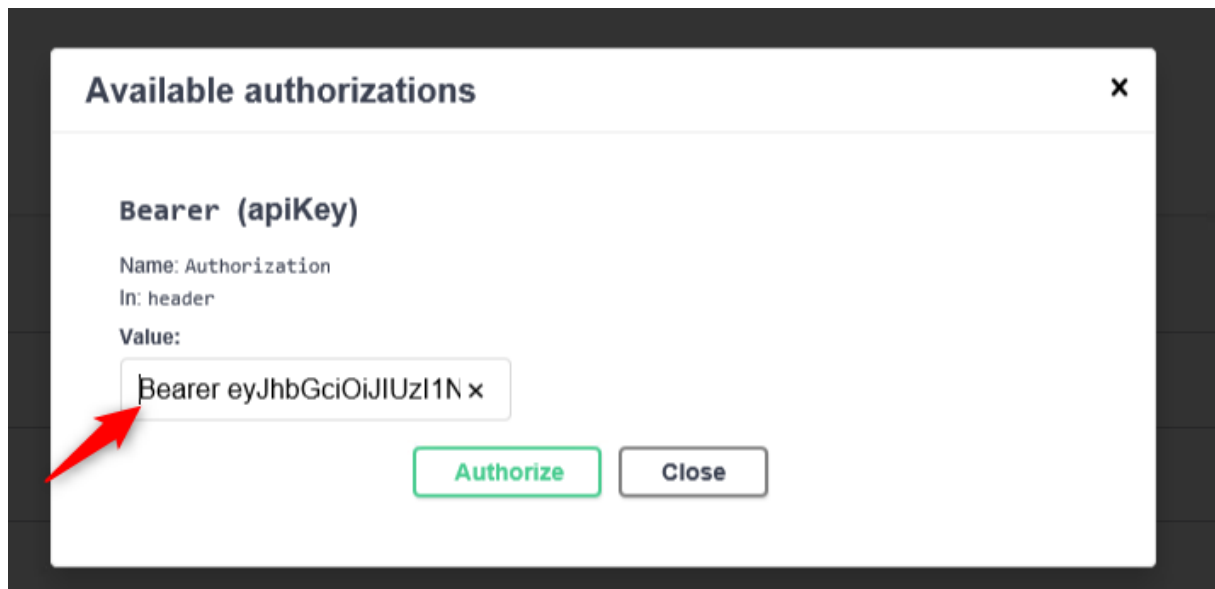 Available authorizations
Bearer (apiKey)
Name: Authorization
In: header
Value:
Bearer eyJhbGciOiJIUzI1N
Authorize Close